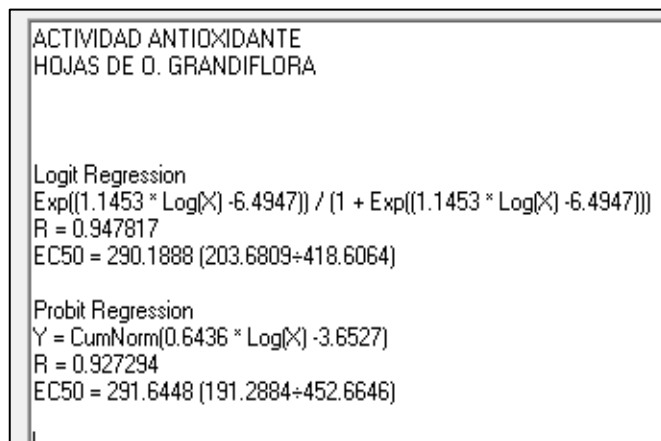 ACTIVIDAD ANTIOXIDANTE
HOJAS DE O. GRANDIFLORA
Logit Regression
Exp((1.1453 * Log(X) -6.4947)) / (1 + Exp((1.1453 * Log(X) -6.4947)))
R = 0.947817
EC50 = 290.1888 (203.6809÷418.6064)
Probit Regression
Y = CumNorm(0.6436 * Log(X) -3.6527)
R = 0.927294
EC50 = 291.6448 (191.2884÷452.6646)